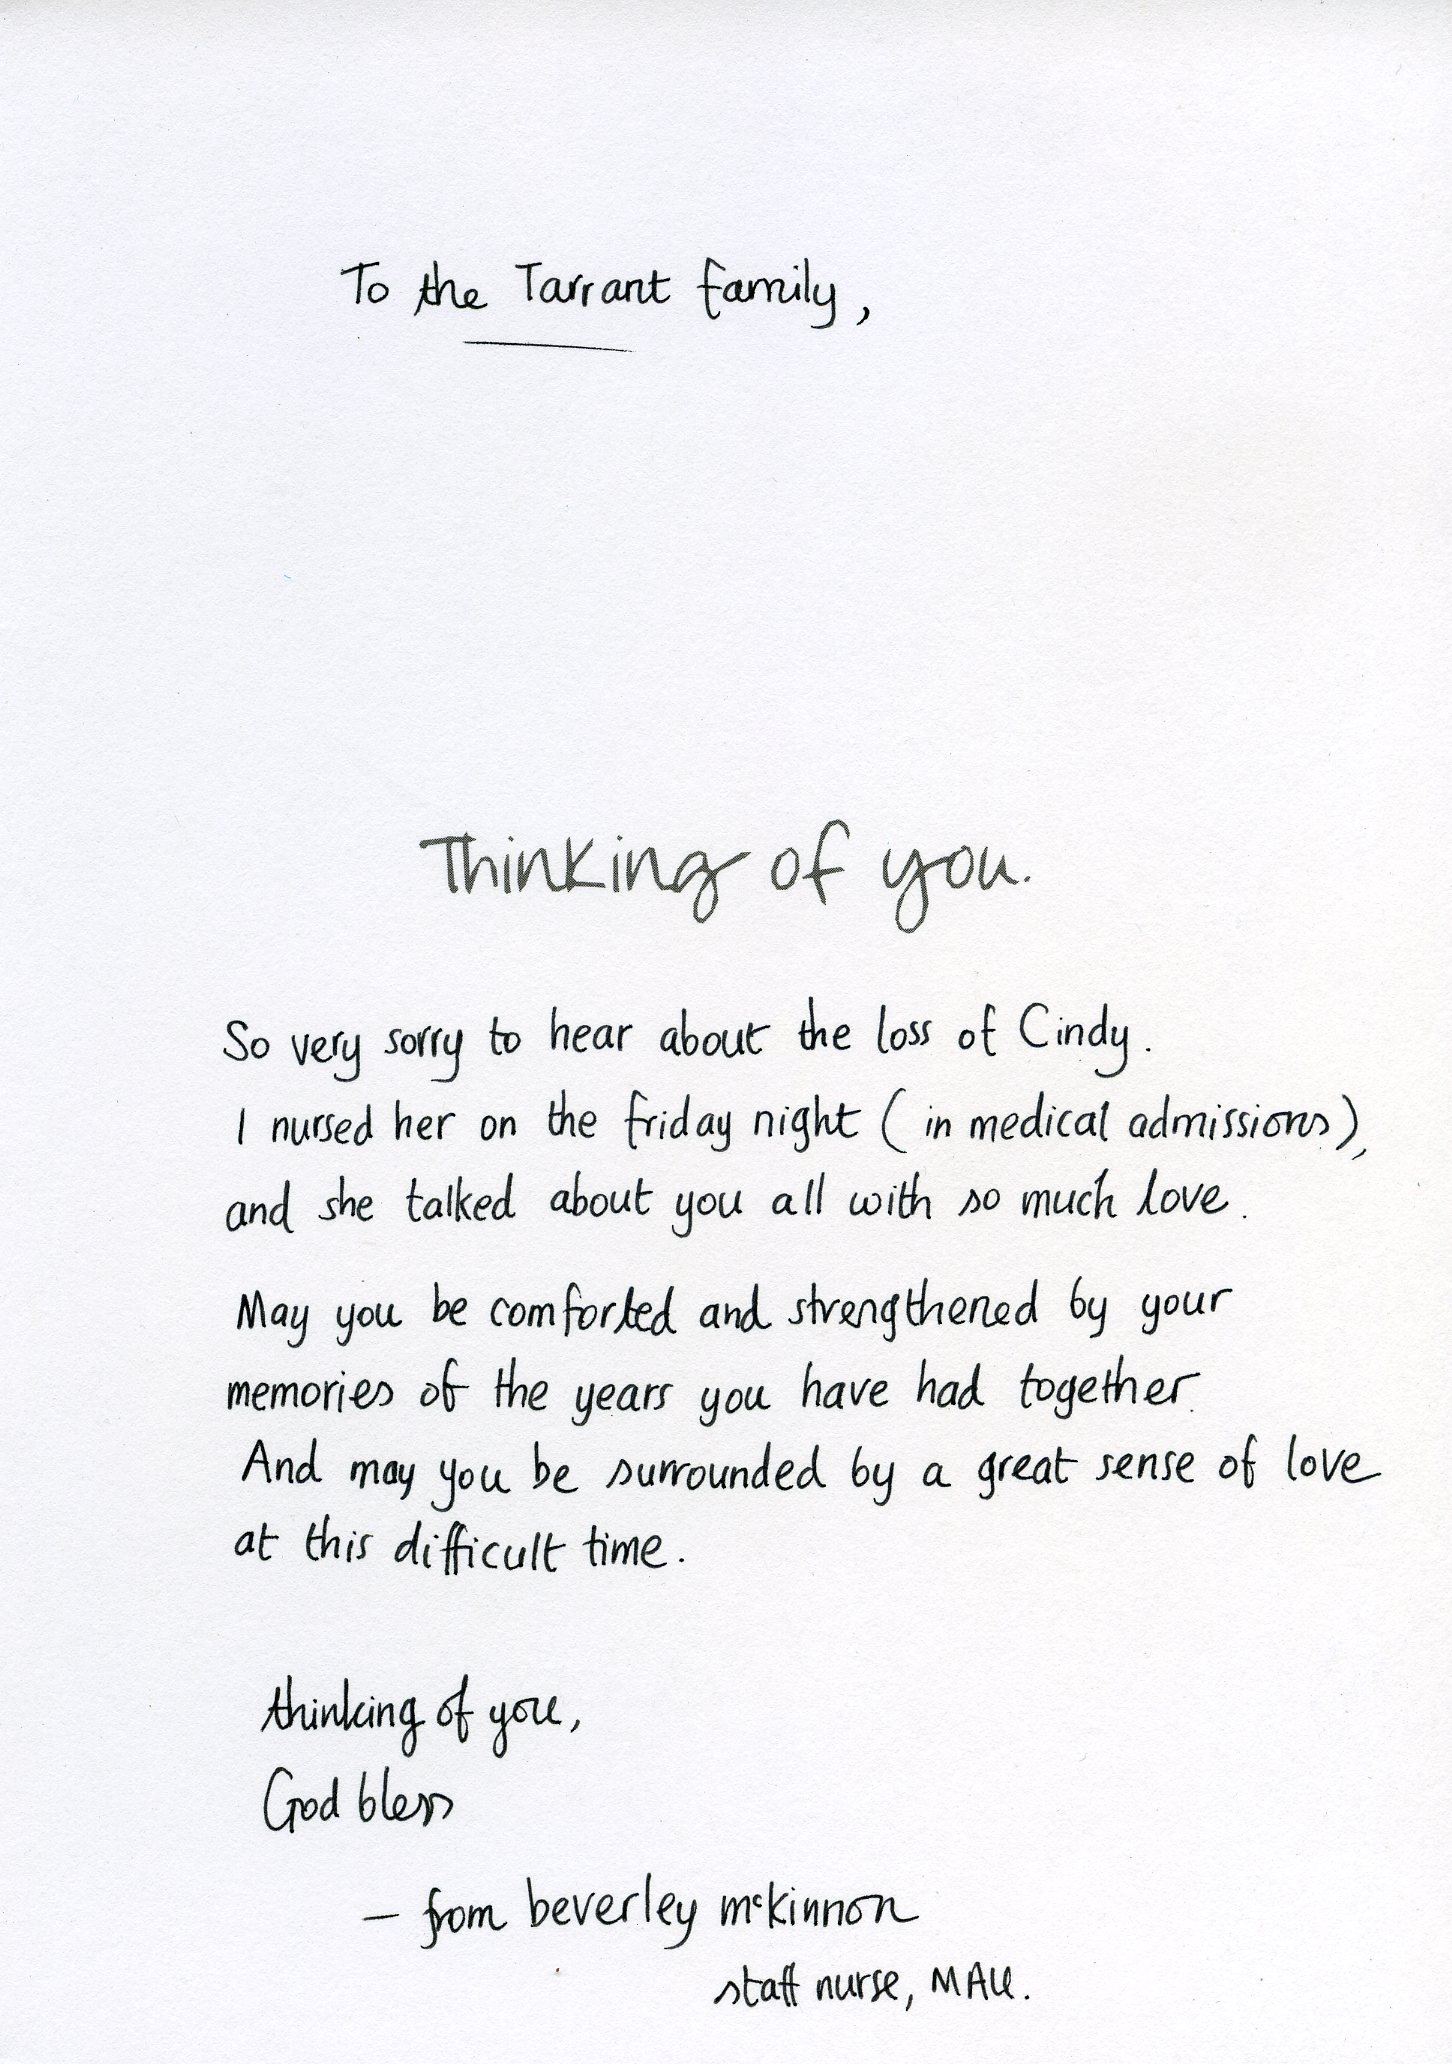 To the Tarrant family,
Thinking of you.
So very sorry to hear about the loss of Cindy.
I nursed her on the friday night (in medical admissions),
and she talked about you all with so much love.
May you be comforted and strengthened by your
memories of the years you have had together.
And may you be surrounded by a great sense of love
at this difficult time.
thinking of you,
God bless
– from beverley mckinnon
staff nurse, MAU.